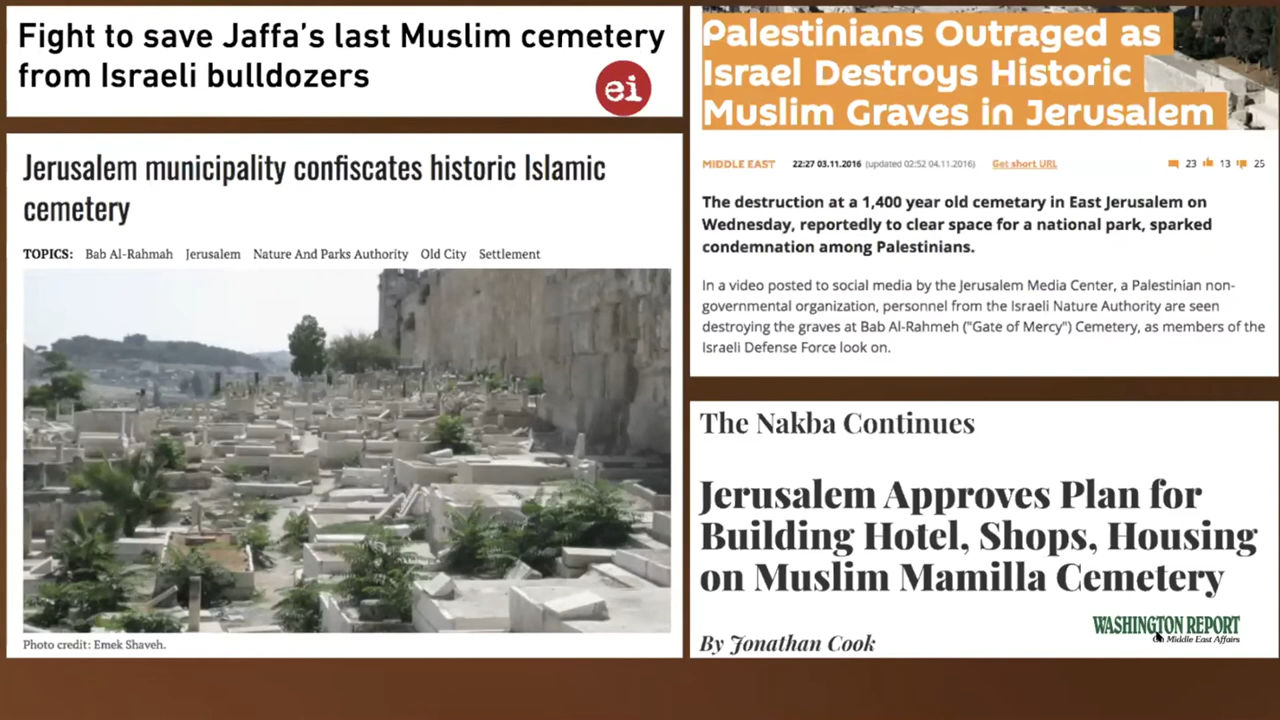 Fight to save Jaffa’s last Muslim cemetery
from Israeli bulldozers
ei
Jerusalem municipality confiscates historic Islamic
cemetery
TOPICS: Bab Al-Rahmah Jerusalem Nature And Parks Authority Old City Settlement
Photo credit: Emek Shaveh.
Palestinians Outraged as
Israel Destroys Historic
Muslim Graves in Jerusalem
MIDDLE EAST 22:27 03.11.2016 (updated 02:52 04.11.2016) Get short URL 23 13 25
The destruction at a 1,400 year old cemetary in East Jerusalem on
Wednesday, reportedly to clear space for a national park, sparked
condemnation among Palestinians.
In a video posted to social media by the Jerusalem Media Center, a Palestinian non-
governmental organization, personnel from the Israeli Nature Authority are seen
destroying the graves at Bab Al-Rahmeh ("Gate of Mercy") Cemetery, as members of the
Israeli Defense Force look on.
The Nakba Continues
Jerusalem Approves Plan for
Building Hotel, Shops, Housing
on Muslim Mamilla Cemetery
WASHINGTON REPORT
On Middle East Affairs
By Jonathan Cook